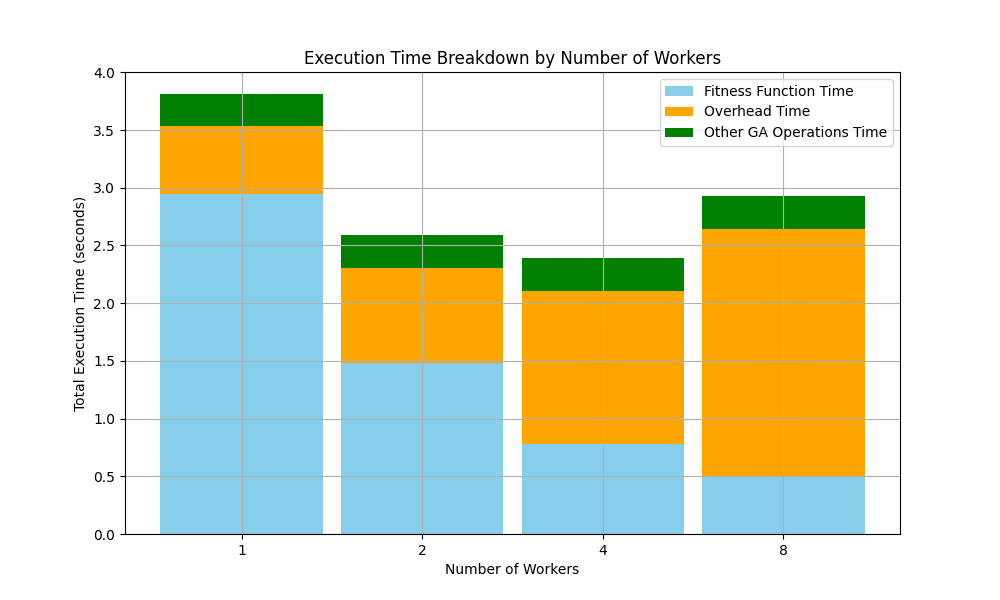 Execution Time Breakdown by Number of Workers
Fitness Function Time
Overhead Time
Other GA Operations Time
Total Execution Time (seconds)
4.0
3.5
3.0
2.5
2.0
1.5
1.0
0.5
0.0
1 2 4 8
Number of Workers